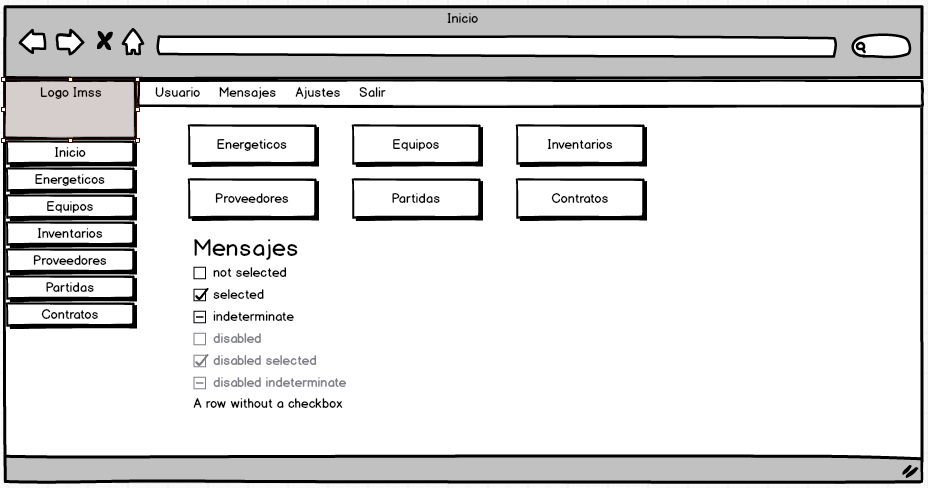 Inicio
Logo Imss
Usuario Mensajes Ajustes Salir
Inicio
Energeticos
Equipos
Inventarios
Proveedores
Partidas
Contratos
Energeticos Equipos Inventarios
Proveedores Partidas Contratos
Mensajes
not selected
selected
indeterminate
disabled
disabled selected
disabled indeterminate
A row without a checkbox